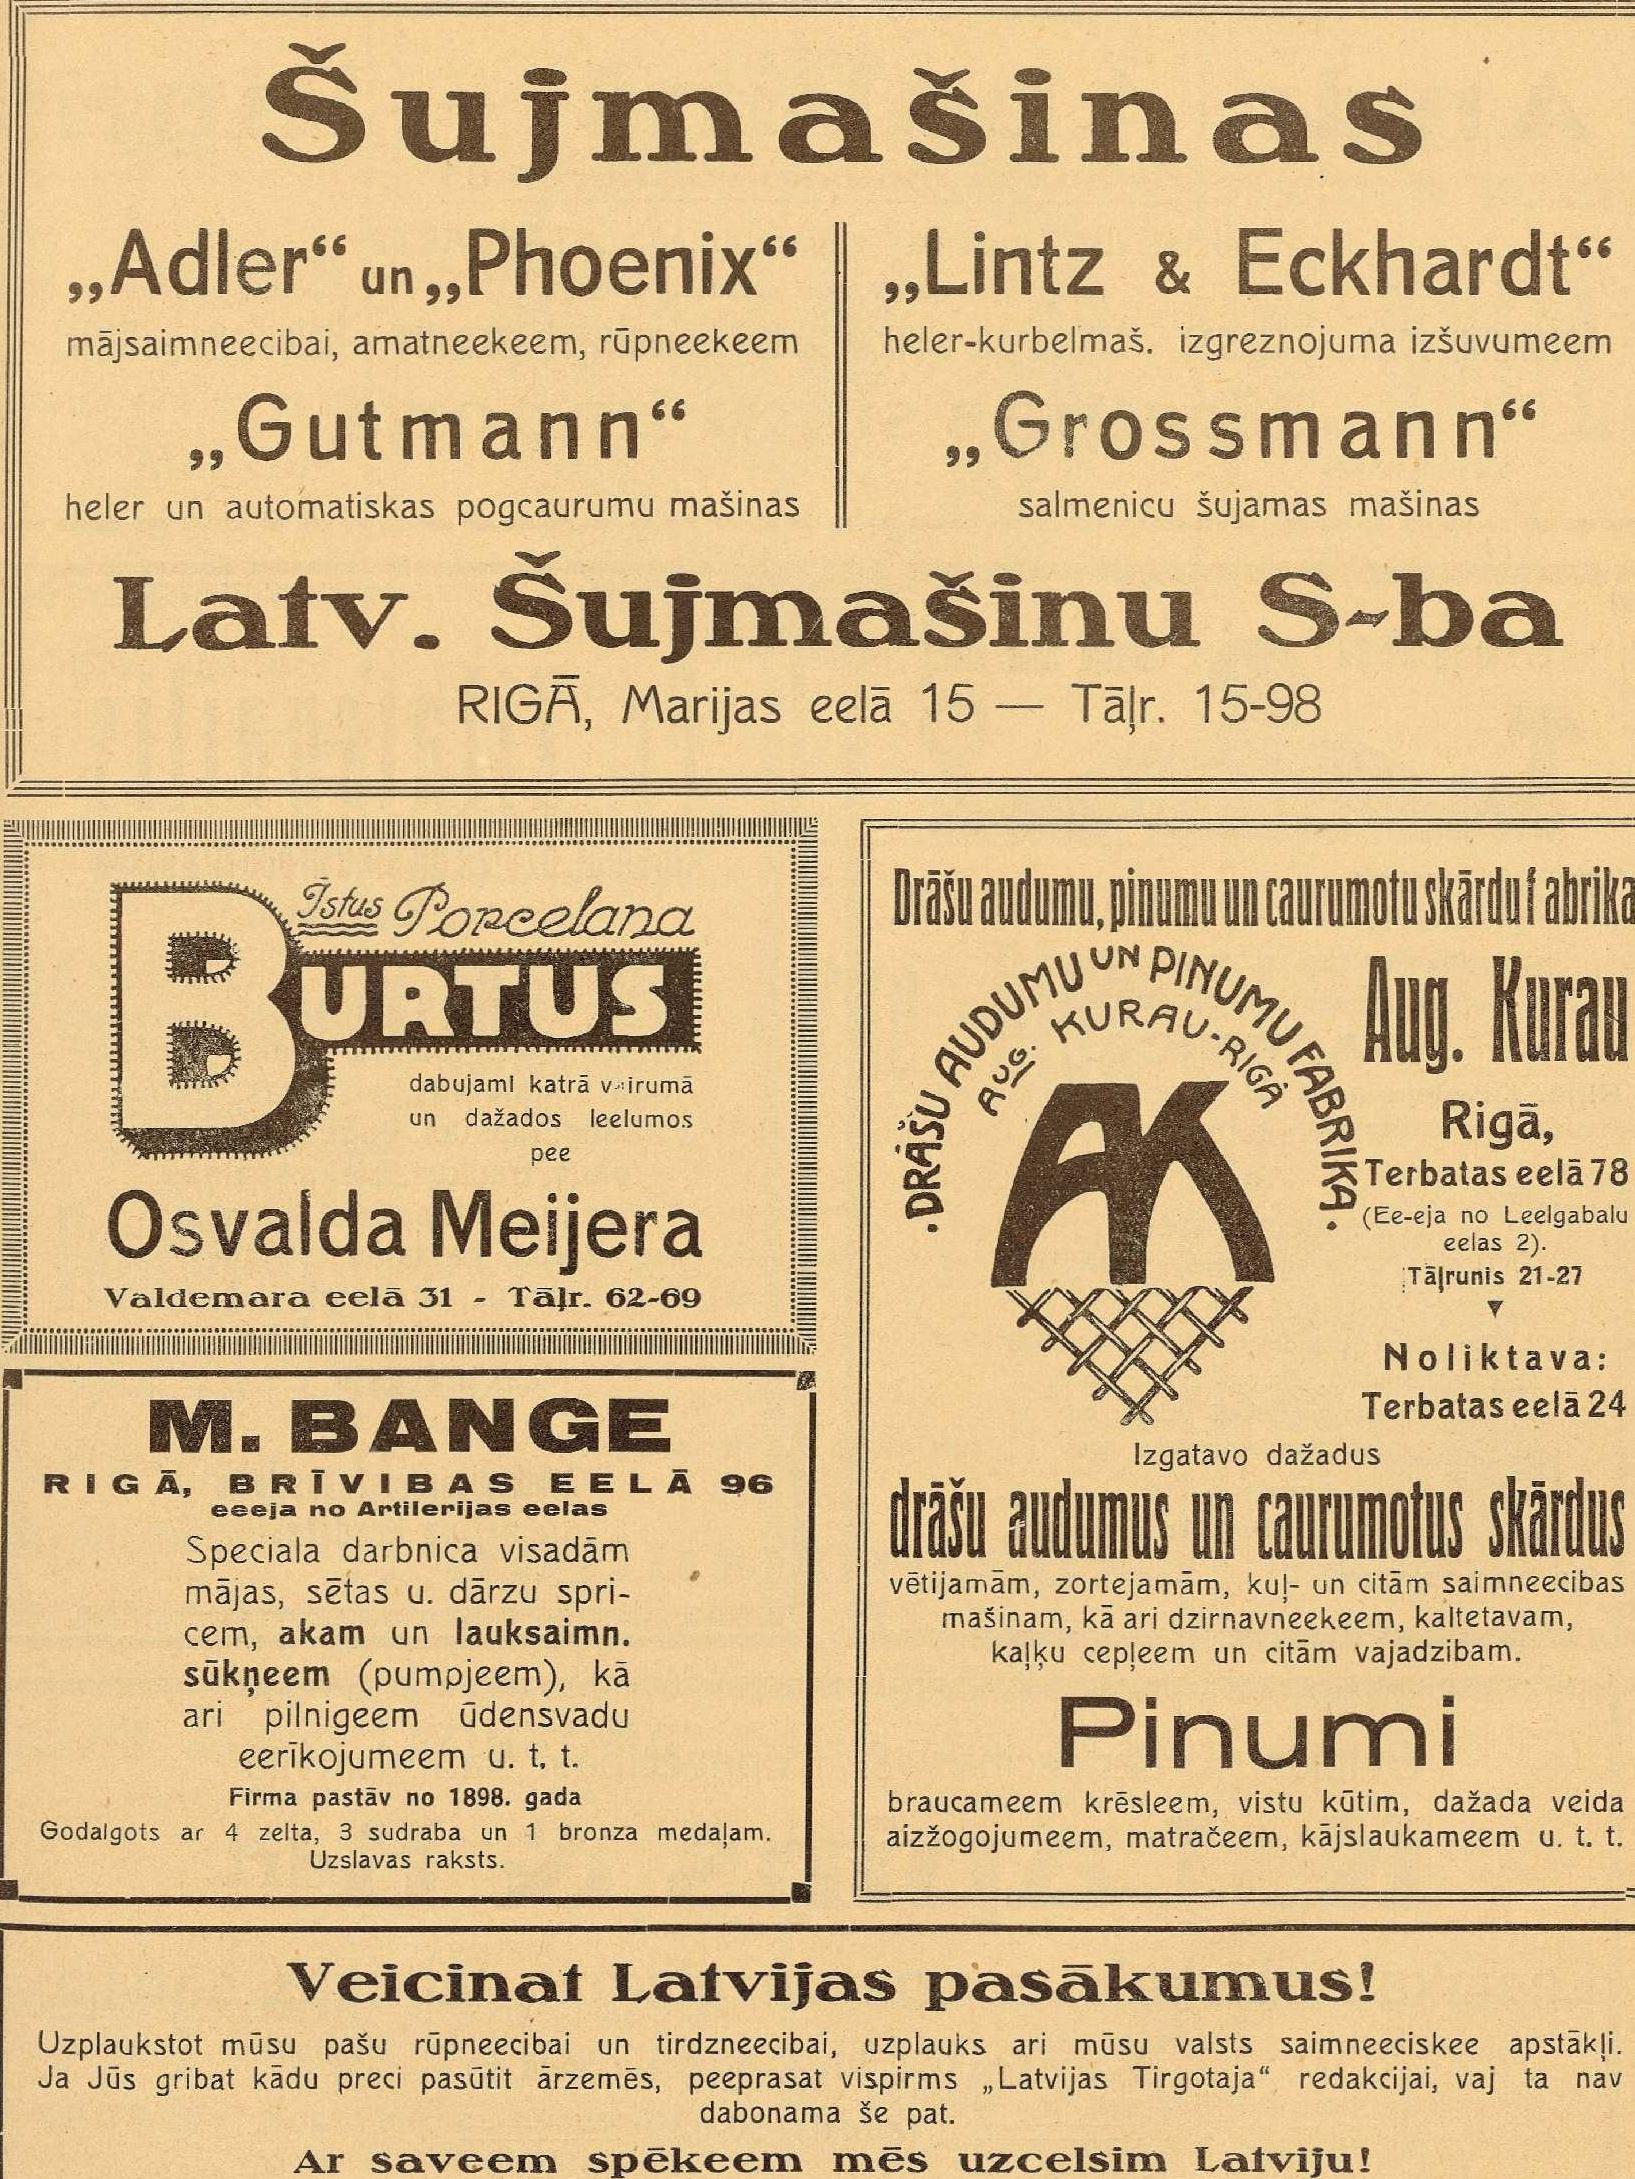 Šujmašinas
„Adler“ un „Phoenix“
mājsaimneecibai, amatneekeem, rūpneekeem
„Gutmann“
heler un automatiskas pogcaurumu mašinas
„Lintz & Eckhardt“
heler-kurbelmaš. izgreznojuma izšuvumeem
„Grossmann“
salmenicu šujamas mašinas
Latv. Šujmašinu S-ba
RIGĀ, Marijas eelā 15 — Tāļr. 15-98
Īstus Porcelana
BURTUS
dabujami katrā vairumā
un dažados leelumos
pee
Osvalda Meijera
Valdemara eelā 31 - Tāļr. 62-69
M. BANGE
RIGĀ, BRĪVIBAS EELĀ 96
eeeja no Artilerijas eelas
Speciala darbnica visadām
mājas, sētas u. dārzu spri-
cem, akam un lauksaimn.
sūkņeem (pumpjeem), kā
ari pilnigeem ūdensvadu
eerīkojumeem u. t. t.
Firma pastāv no 1898. gada
Godalgots ar 4 zelta, 3 sudraba un 1 bronza medaļam.
Uzslavas raksts.
Drāšu audumu, pinumu un caurumotu skārdu fabrika
·DRĀŠU AUDUMU UN PINUMU FABRIKA·
AUG. KURAU-RIGĀ
AK
Aug. Kurau
Rigā,
Terbatas eelā 78
(Ee-eja no Leelgabalu
eelas 2).
Tāļrunis 21-27
Noliktava:
Terbatas eelā 24
Izgatavo dažadus
drāšu audumus un caurumotus skārdus
vētijamām, zortejamām, kuļ- un citām saimneecibas
mašinam, kā ari dzirnavneekeem, kaltetavam,
kaļķu cepļeem un citām vajadzibam.
Pinumi
braucameem krēsleem, vistu kūtim, dažada veida
aizžogojumeem, matračeem, kājslaukameem u. t. t.
Veicinat Latvijas pasākumus!
Uzplaukstot mūsu pašu rūpneecibai un tirdzneecibai, uzplauks ari mūsu valsts saimneeciskee apstākļi.
Ja Jūs gribat kādu preci pasūtit ārzemēs, peeprasat vispirms „Latvijas Tirgotaja“ redakcijai, vaj ta nav
dabonama še pat.
Ar saveem spēkeem mēs uzcelsim Latviju!